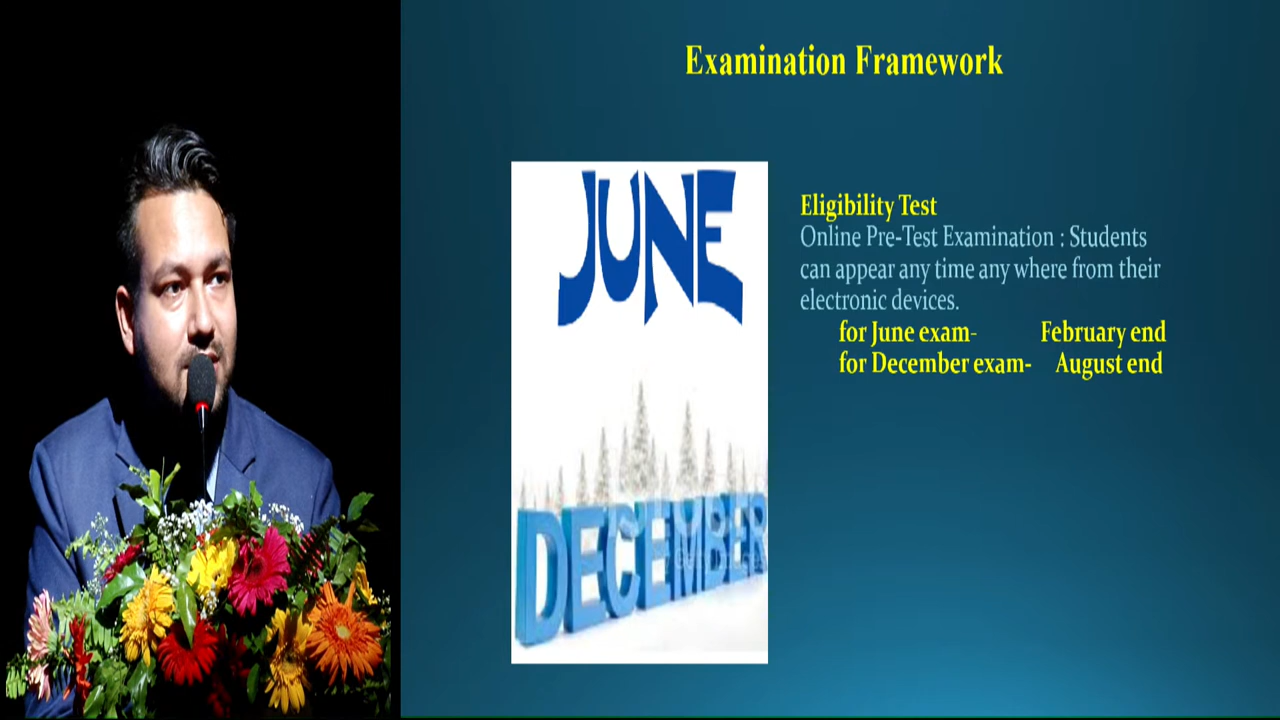 Examination Framework
JUNE
DECEMBER
Eligibility Test
Online Pre-Test Examination : Students
can appear any time any where from their
electronic devices.
for June exam- February end
for December exam- August end